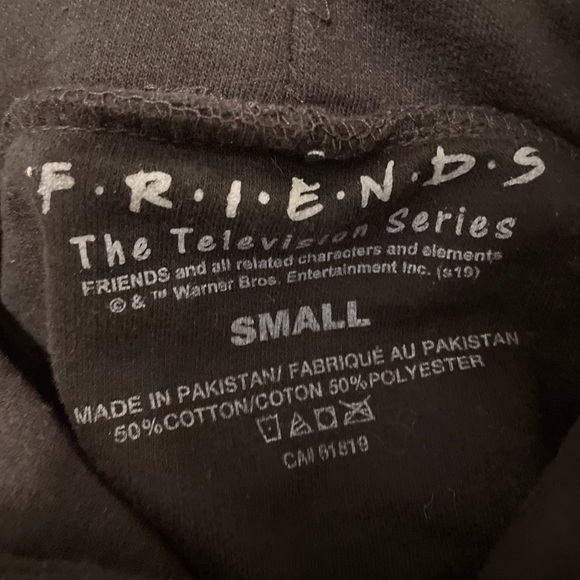 F·R·I·E·N·D·S
The Television Series
FRIENDS and all related characters and elements
© & ™ Warner Bros. Entertainment Inc. (s19)
SMALL
MADE IN PAKISTAN/ FABRIQUÉ AU PAKISTAN
50%COTTON/COTON 50%POLYESTER
CA# 61819